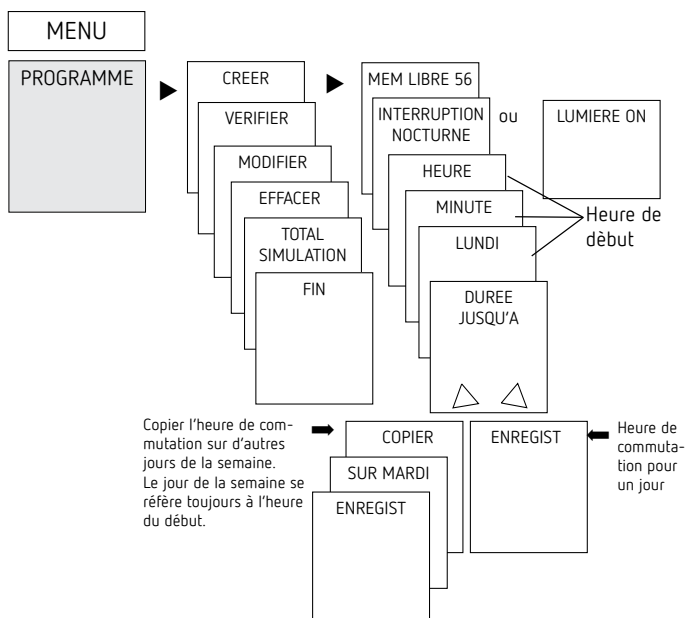 MENU
PROGRAMME
CREER
VERIFIER
MODIFIER
EFFACER
TOTAL
SIMULATION
FIN
MEM LIBRE 56
INTERRUPTION
NOCTURNE
ou
LUMIERE ON
HEURE
MINUTE
LUNDI
Heure de
dèbut
DUREE
JUSQU'A
Copier l'heure de com-
mutation sur d'autres
jours de la semaine.
Le jour de la semaine se
réfère toujours à l'heure
du début.
COPIER
SUR MARDI
ENREGIST
ENREGIST
Heure de
commuta-
tion pour
un jour